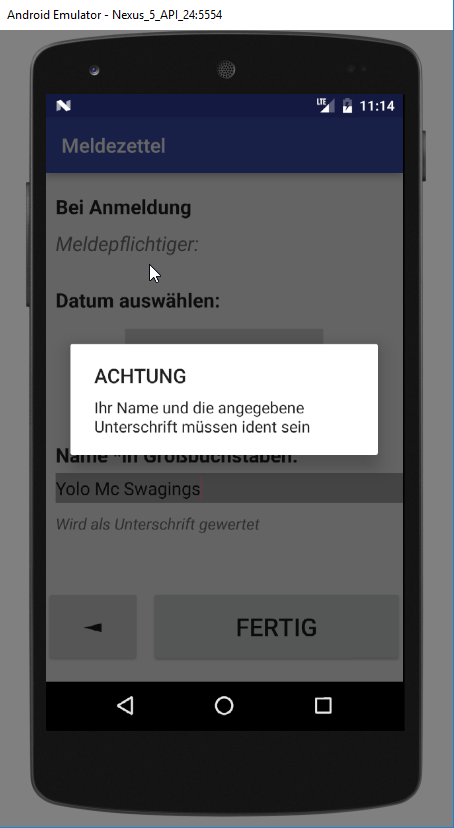 Android Emulator - Nexus_5_API_24:5554
LTE 11:14
Meldezettel
Bei Anmeldung
Meldepflichtiger:
Datum auswählen:
ACHTUNG
Ihr Name und die angegebene
Unterschrift müssen ident sein
Name *in Großbuchstaben:
Yolo Mc Swagings
Wird als Unterschrift gewertet
FERTIG